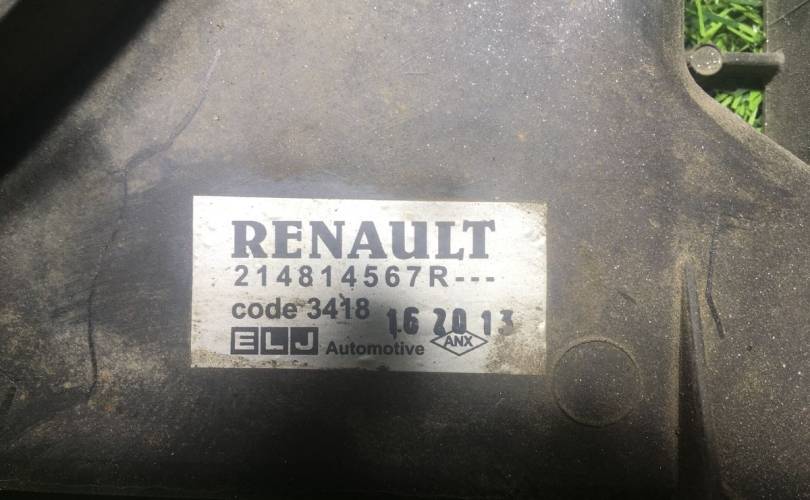 RENAULT
214814567R---
code 3418 16 20 13
ELJ Automotive ANX